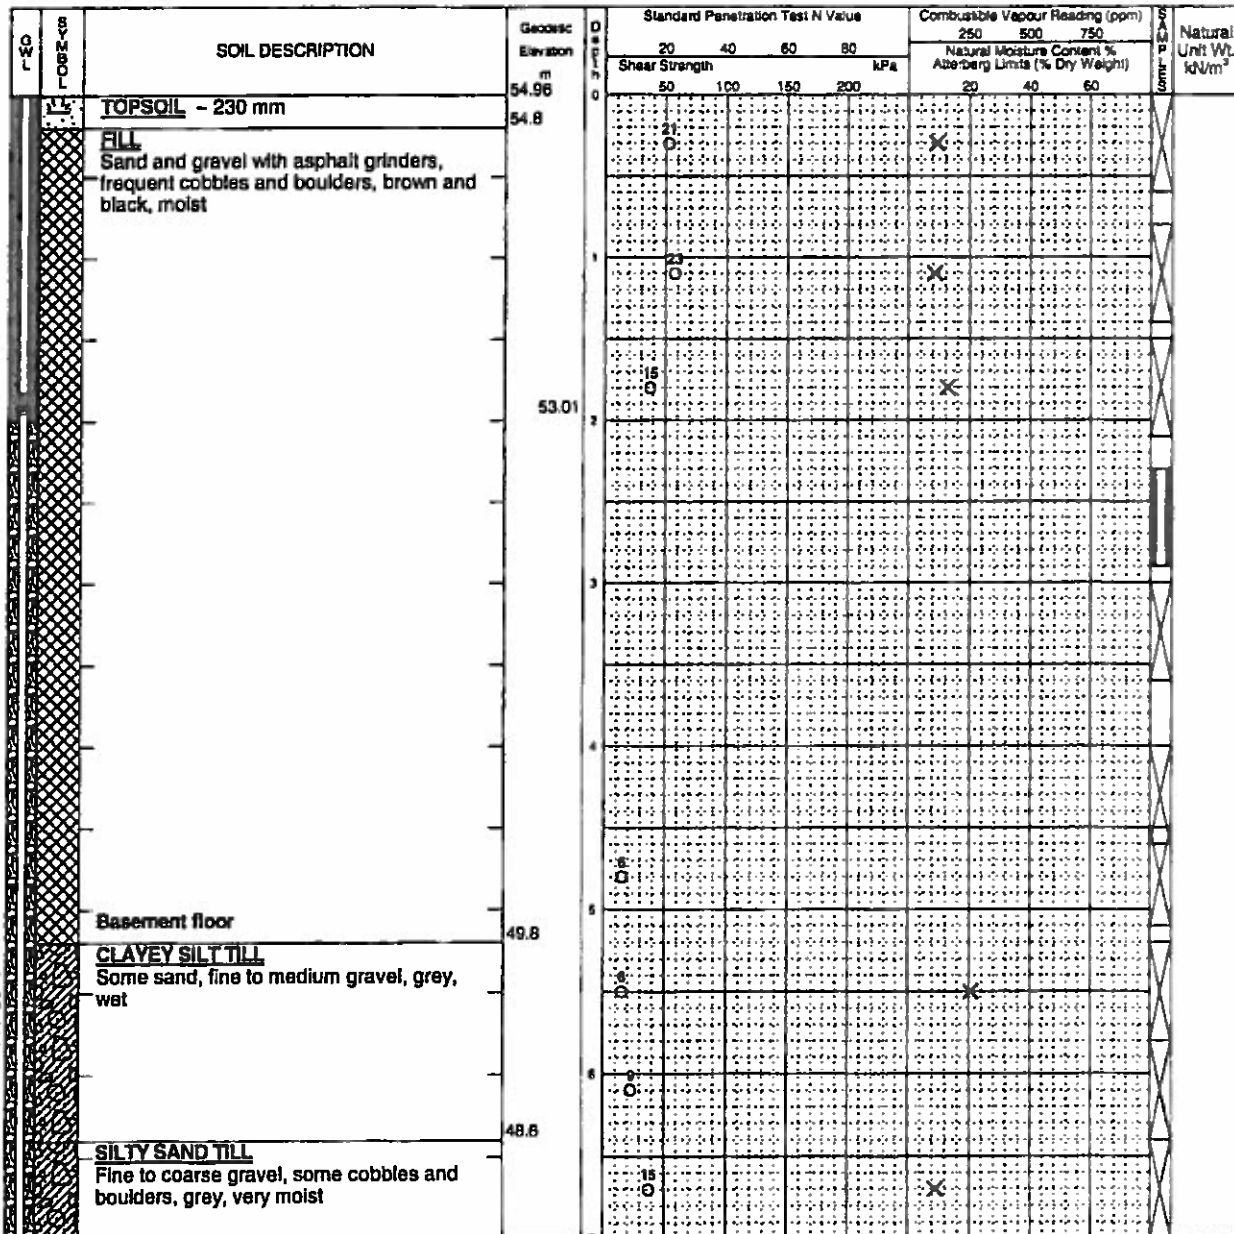 GWL
SYMBOL
SOIL DESCRIPTION
Geodesic
Elevation
m
Depth
Standard Penetration Test N Value
20 40 60 80
Shear Strength kPa
50 100 150 200
Combustible Vapour Reading (ppm)
250 500 750
Natural Moisture Content %
Atterberg Limits (% Dry Weight)
20 40 60
SAMPLES
Natural
Unit Wt.
kN/m³
54.96
0
TOPSOIL ~ 230 mm
54.8
FILL
Sand and gravel with asphalt grinders,
frequent cobbles and boulders, brown and
black, moist
21
1
23
15
53.01
2
3
4
6
5
Basement floor
49.8
CLAYEY SILT TILL
Some sand, fine to medium gravel, grey,
wet
6
6
9
48.6
SILTY SAND TILL
Fine to coarse gravel, some cobbles and
boulders, grey, very moist
15